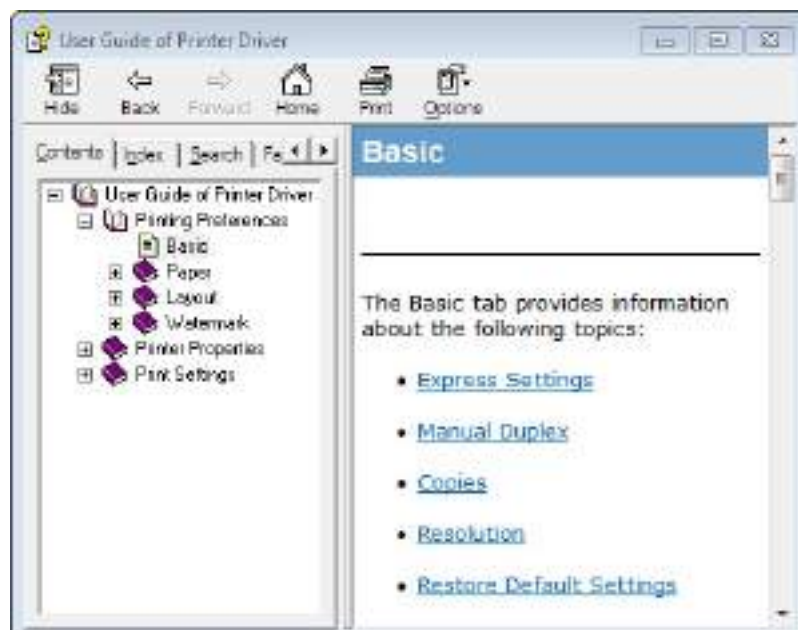 User Guide of Printer Driver
Hide Back Forward Home Print Options
Contents Index Search Fa
User Guide of Printer Driver
Printing Preferences
Basic
Paper
Layout
Watermark
Printer Properties
Print Settings
Basic
The Basic tab provides information
about the following topics:
• Express Settings
• Manual Duplex
• Copies
• Resolution
• Restore Default Settings